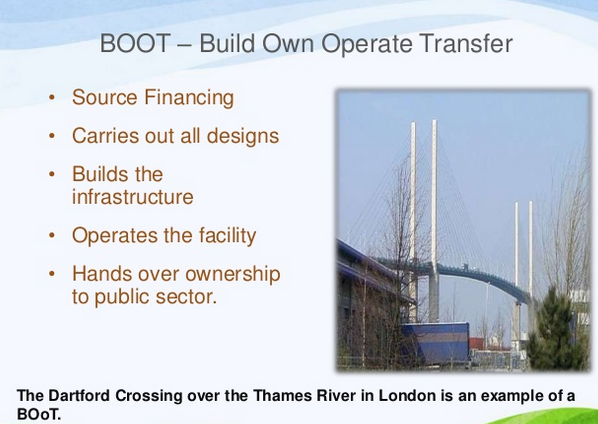 BOOT – Build Own Operate Transfer
• Source Financing
• Carries out all designs
• Builds the
infrastructure
• Operates the facility
• Hands over ownership
to public sector.
The Dartford Crossing over the Thames River in London is an example of a
BOoT.